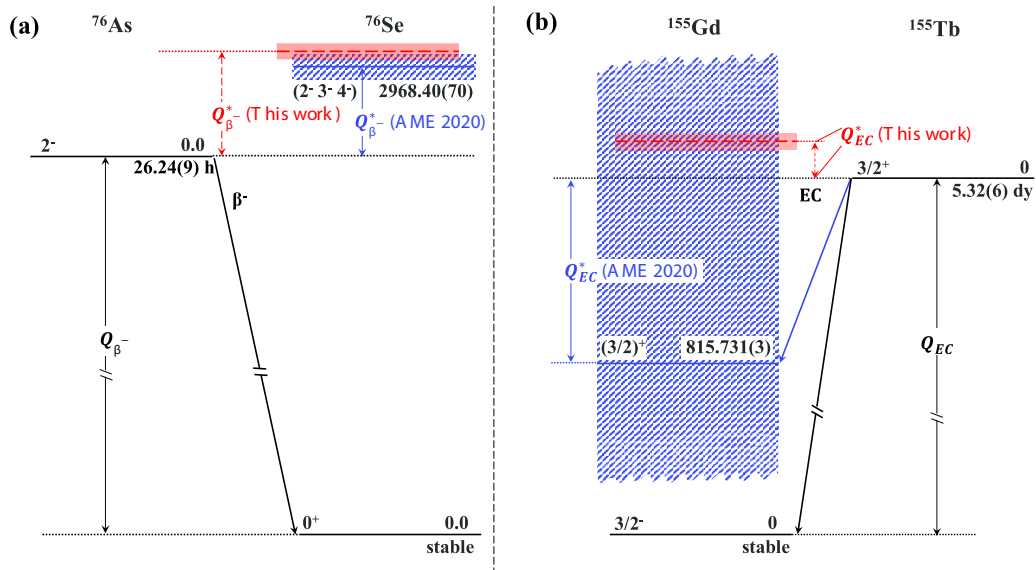 (a)
⁷⁶As
⁷⁶Se
(2⁻ 3⁻ 4⁻) 2968.40(70)
Q*β⁻ (This work)
Q*β⁻ (AME 2020)
2⁻ 0.0
26.24(9) h
β⁻
Qβ⁻
0⁺ 0.0
stable
(b)
¹⁵⁵Gd
¹⁵⁵Tb
Q*EC (This work)
3/2⁺ 0
EC
5.32(6) dy
Q*EC (AME 2020)
(3/2)⁺ 815.731(3)
QEC
3/2⁻ 0
stable